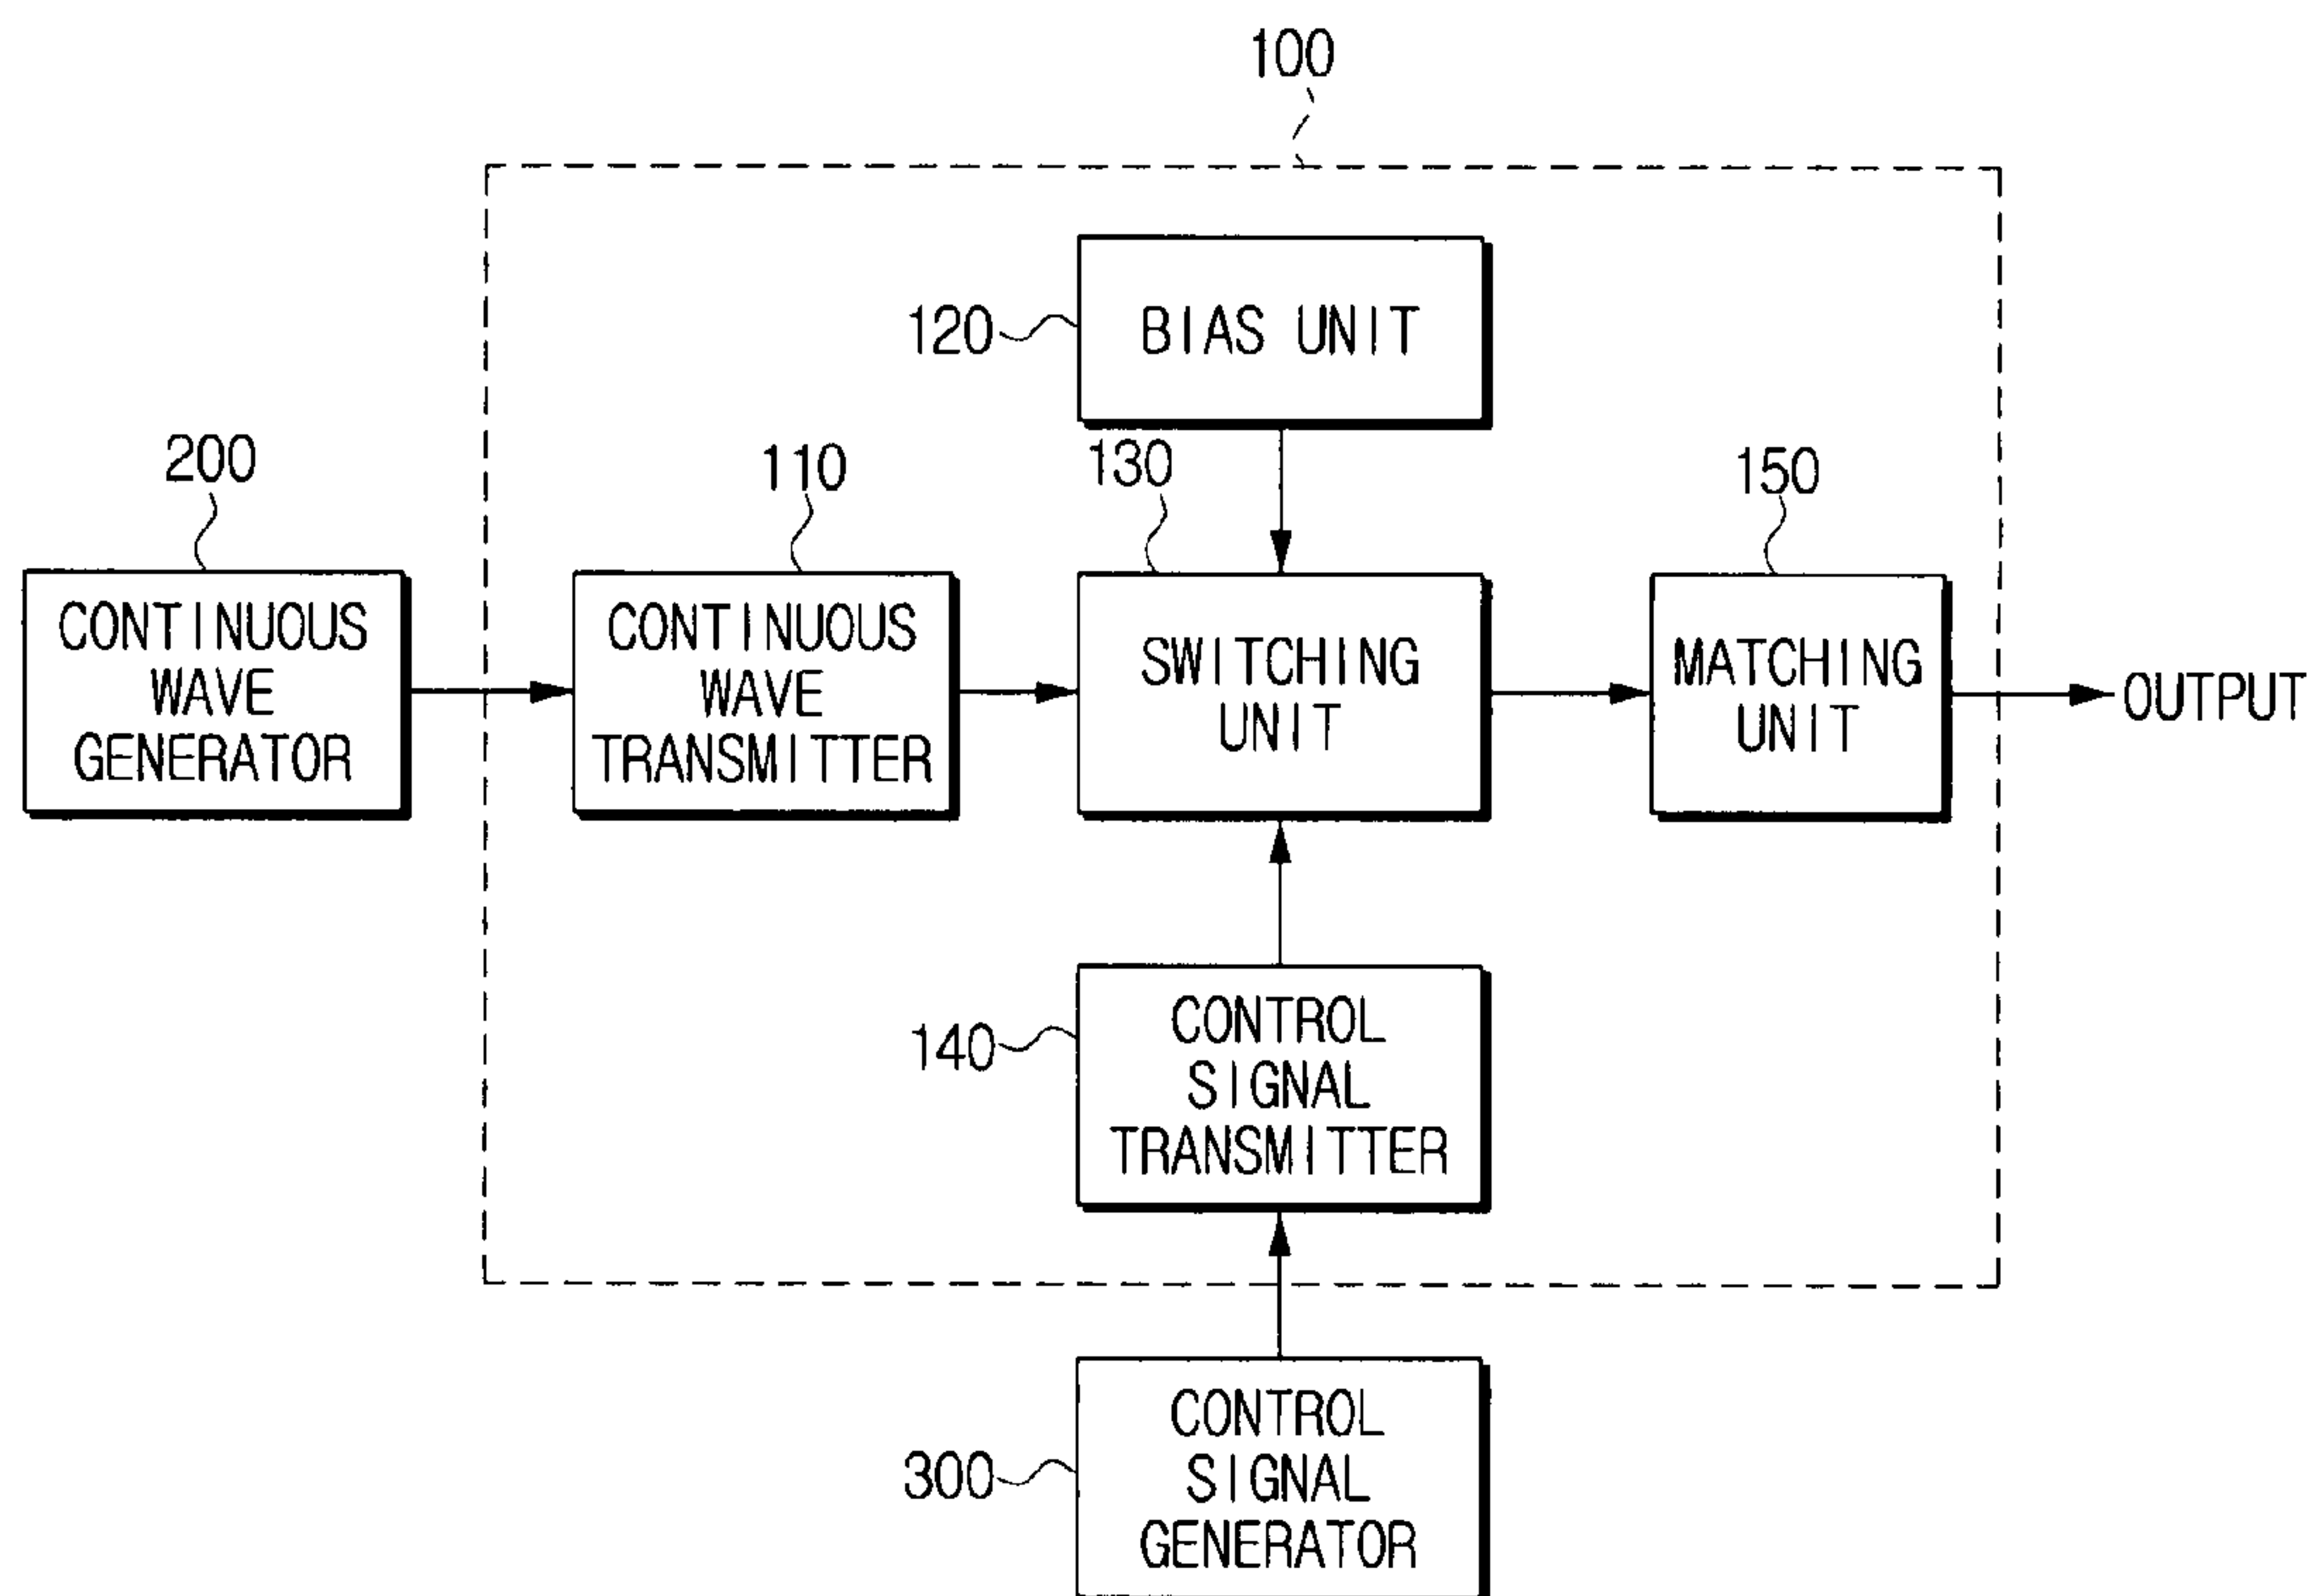 100
120
BIAS UNIT
200
110
130
150
CONTINUOUS
WAVE
GENERATOR
CONTINUOUS
WAVE
TRANSMITTER
SWITCHING
UNIT
MATCHING
UNIT
OUTPUT
140
CONTROL
SIGNAL
TRANSMITTER
300
CONTROL
SIGNAL
GENERATOR